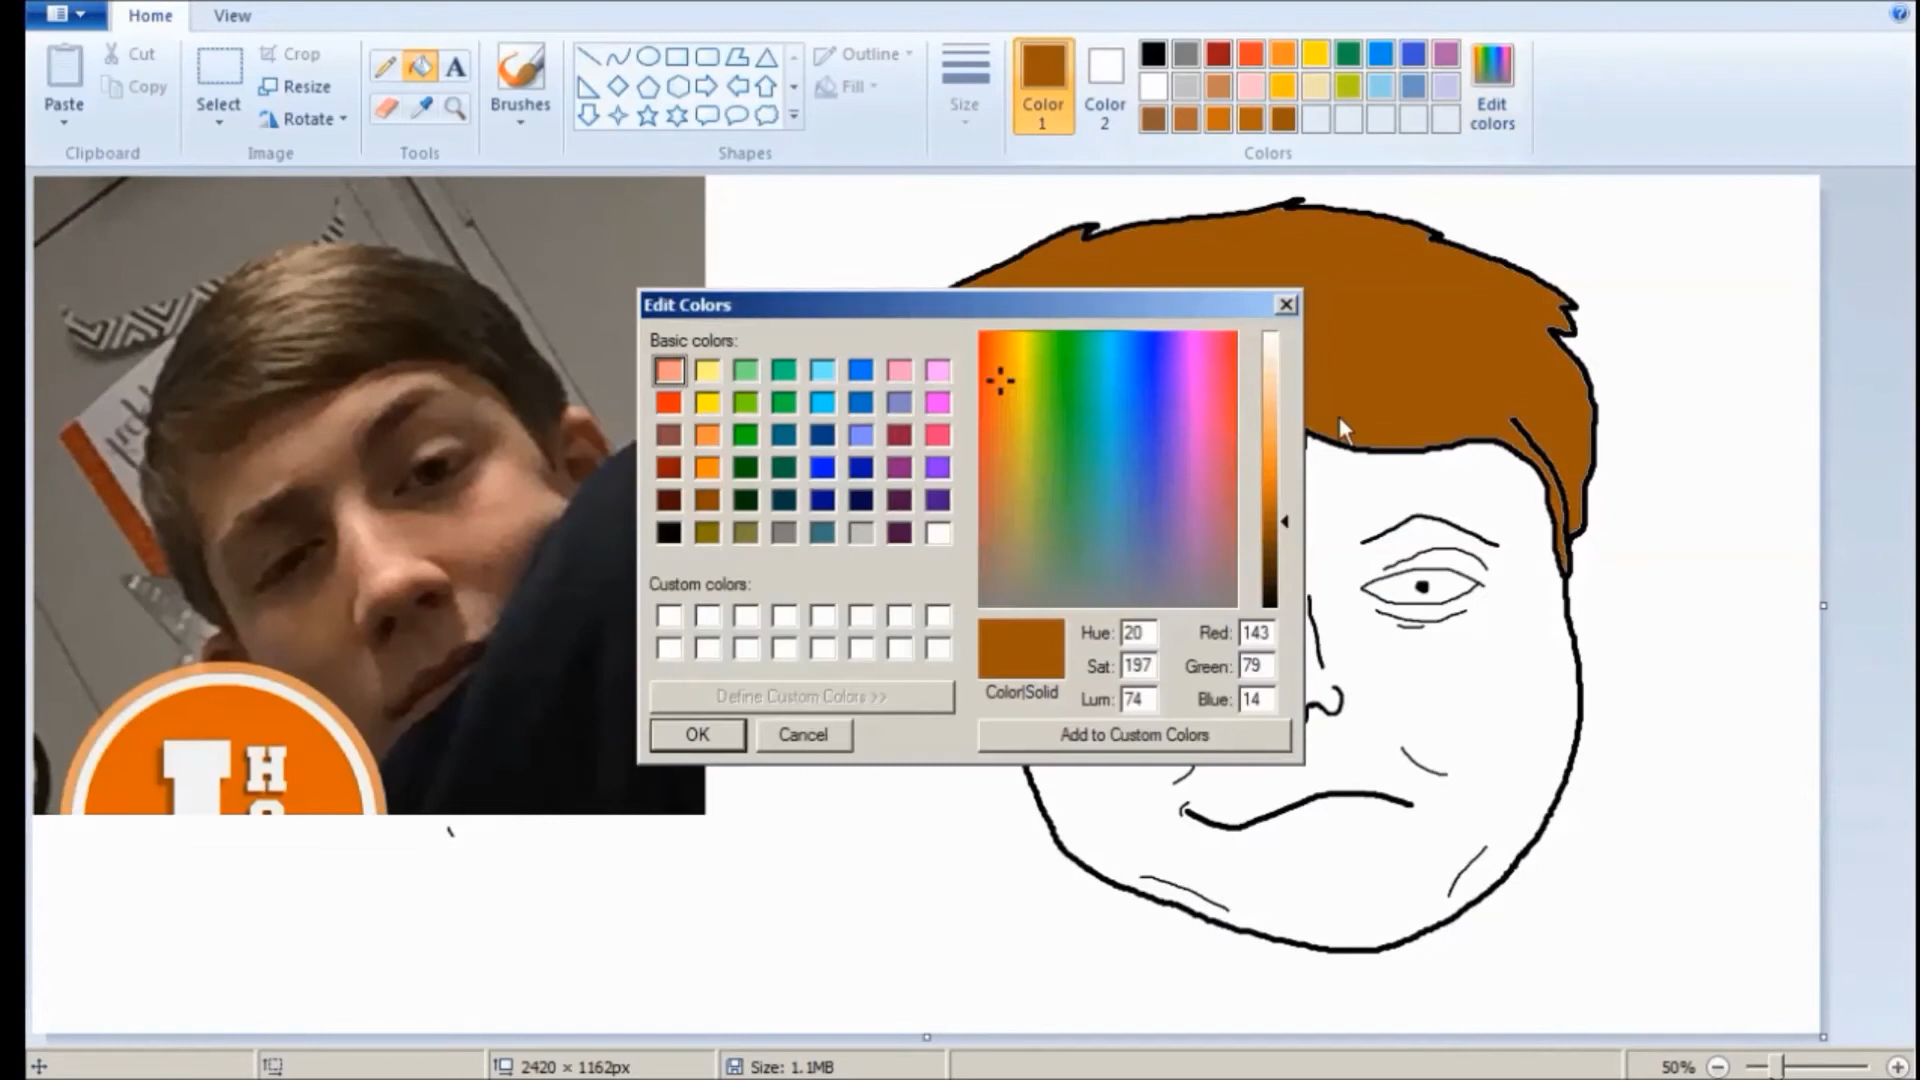 Home View
Paste
Cut
Copy
Clipboard
Select
Crop
Resize
Rotate
Image
A
Tools
Brushes
Shapes
Outline
Fill
Size
Color 1
Color 2
Edit colors
Colors
Edit Colors
Basic colors:
Custom colors:
Define Custom Colors >>
OK
Cancel
Color|Solid
Hue: 20
Sat: 197
Lum: 74
Red: 143
Green: 79
Blue: 14
Add to Custom Colors
H
2420 × 1162px
Size: 1.1MB
50%